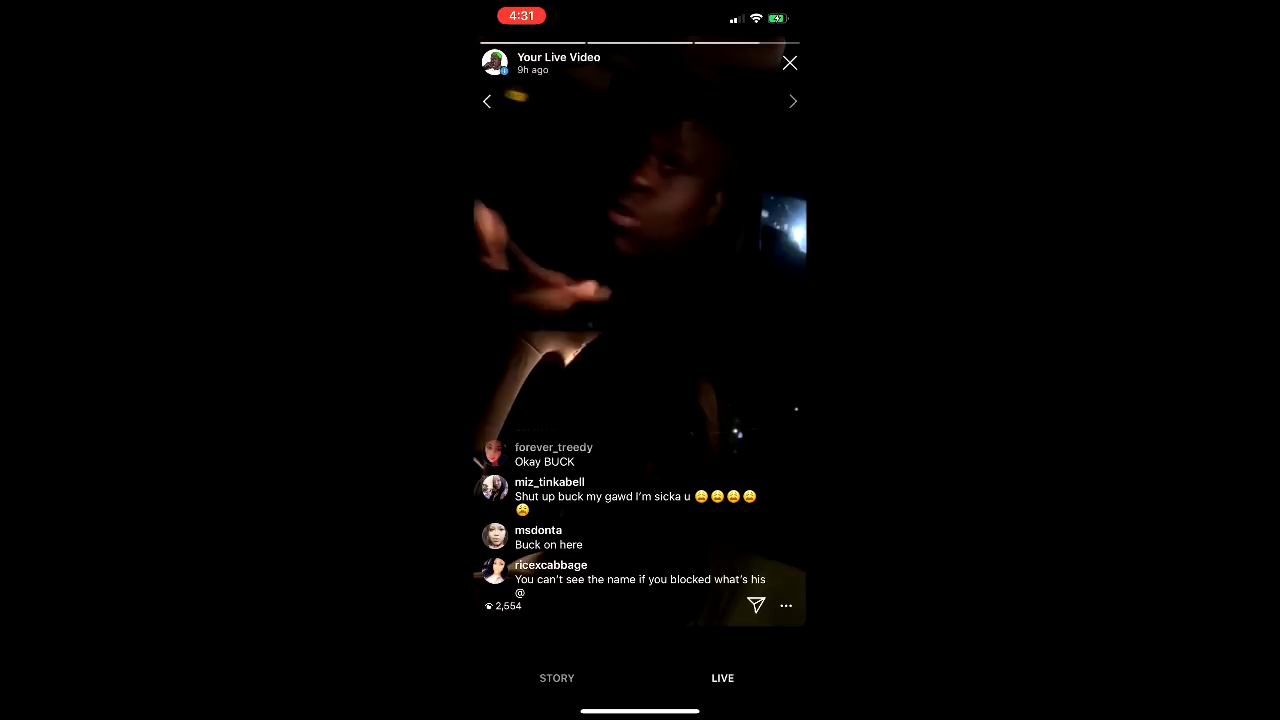 4:31
Your Live Video
9h ago
forever_treedy
Okay BUCK
miz_tinkabell
Shut up buck my gawd I’m sicka u 😩😩😩😩
😩
msdonta
Buck on here
ricexcabbage
You can’t see the name if you blocked what’s his
@
2,554
STORY
LIVE